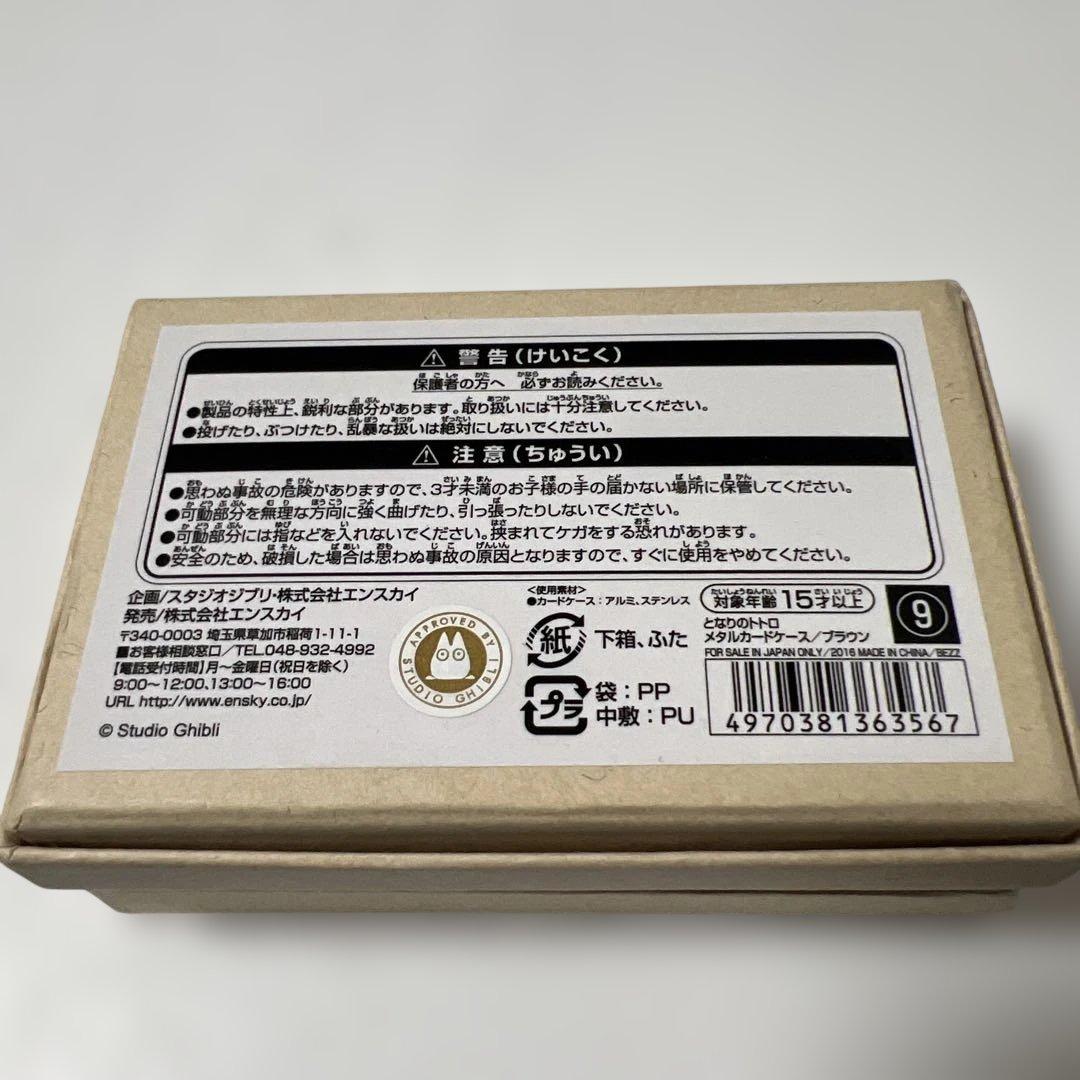 ⚠ 警告(けいこく)
保護者の方へ 必ずお読みください。
●製品の特性上、鋭利な部分があります。取り扱いには十分注意してください。
●投げたり、ぶつけたり、乱暴な扱いは絶対にしないでください。
⚠ 注意(ちゅうい)
●思わぬ事故の危険がありますので、3才未満のお子様の手の届かない場所に保管してください。
●可動部分を無理な方向に強く曲げたり、引っ張ったりしないでください。
●可動部分には指などを入れないでください。挟まれてケガをする恐れがあります。
●安全のため、破損した場合は思わぬ事故の原因となりますので、すぐに使用をやめてください。
企画/スタジオジブリ・株式会社エンスカイ
発売/株式会社エンスカイ
〒340-0003 埼玉県草加市稲荷1-11-1
■お客様相談窓口/TEL.048-932-4992
【電話受付時間】月〜金曜日(祝日を除く)
9:00〜12:00、13:00〜16:00
URL http://www.ensky.co.jp/
© Studio Ghibli
APPROVED BY
STUDIO GHIBLI
<使用素材>
●カードケース:アルミ、ステンレス
紙 下箱、ふた
プラ 袋:PP
中敷:PU
たいしょうねんれい さいいじょう
対象年齢 15才以上
9
となりのトトロ
メタルカードケース/ブラウン
FOR SALE IN JAPAN ONLY/2016 MADE IN CHINA/BEZZ
4970381363567